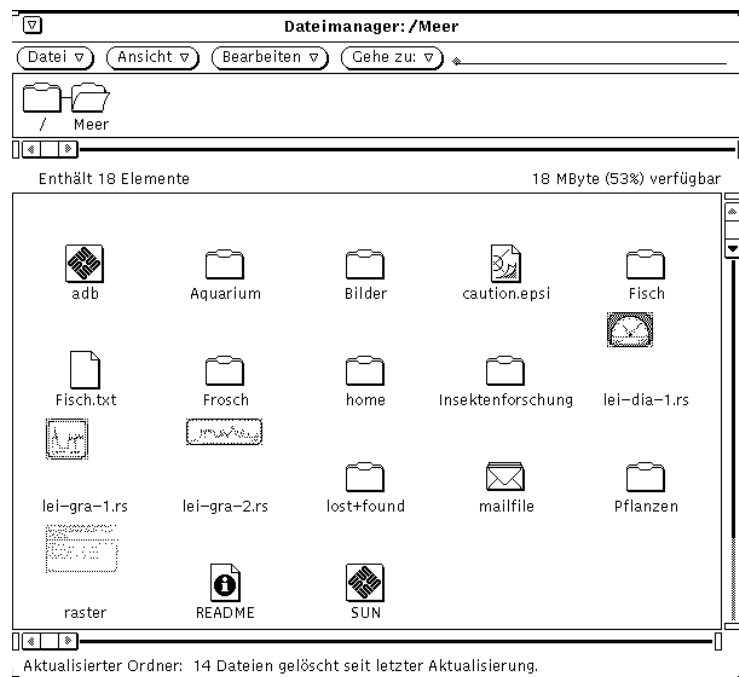 Dateimanager: /Meer
Datei Ansicht Bearbeiten Gehe zu:
/ Meer
Enthält 18 Elemente 18 MByte (53%) verfügbar
adb Aquarium Bilder caution.epsi Fisch
Fisch.txt Frosch home Insektenforschung lei-dia-1.rs
lei-gra-1.rs lei-gra-2.rs lost+found mailfile Pflanzen
raster README SUN
Aktualisierter Ordner: 14 Dateien gelöscht seit letzter Aktualisierung.